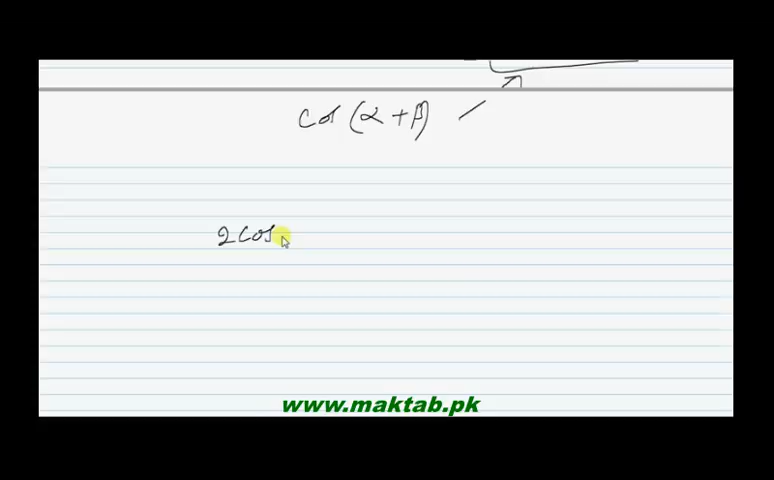 cos (α + β)
2 cos
www.maktab.pk